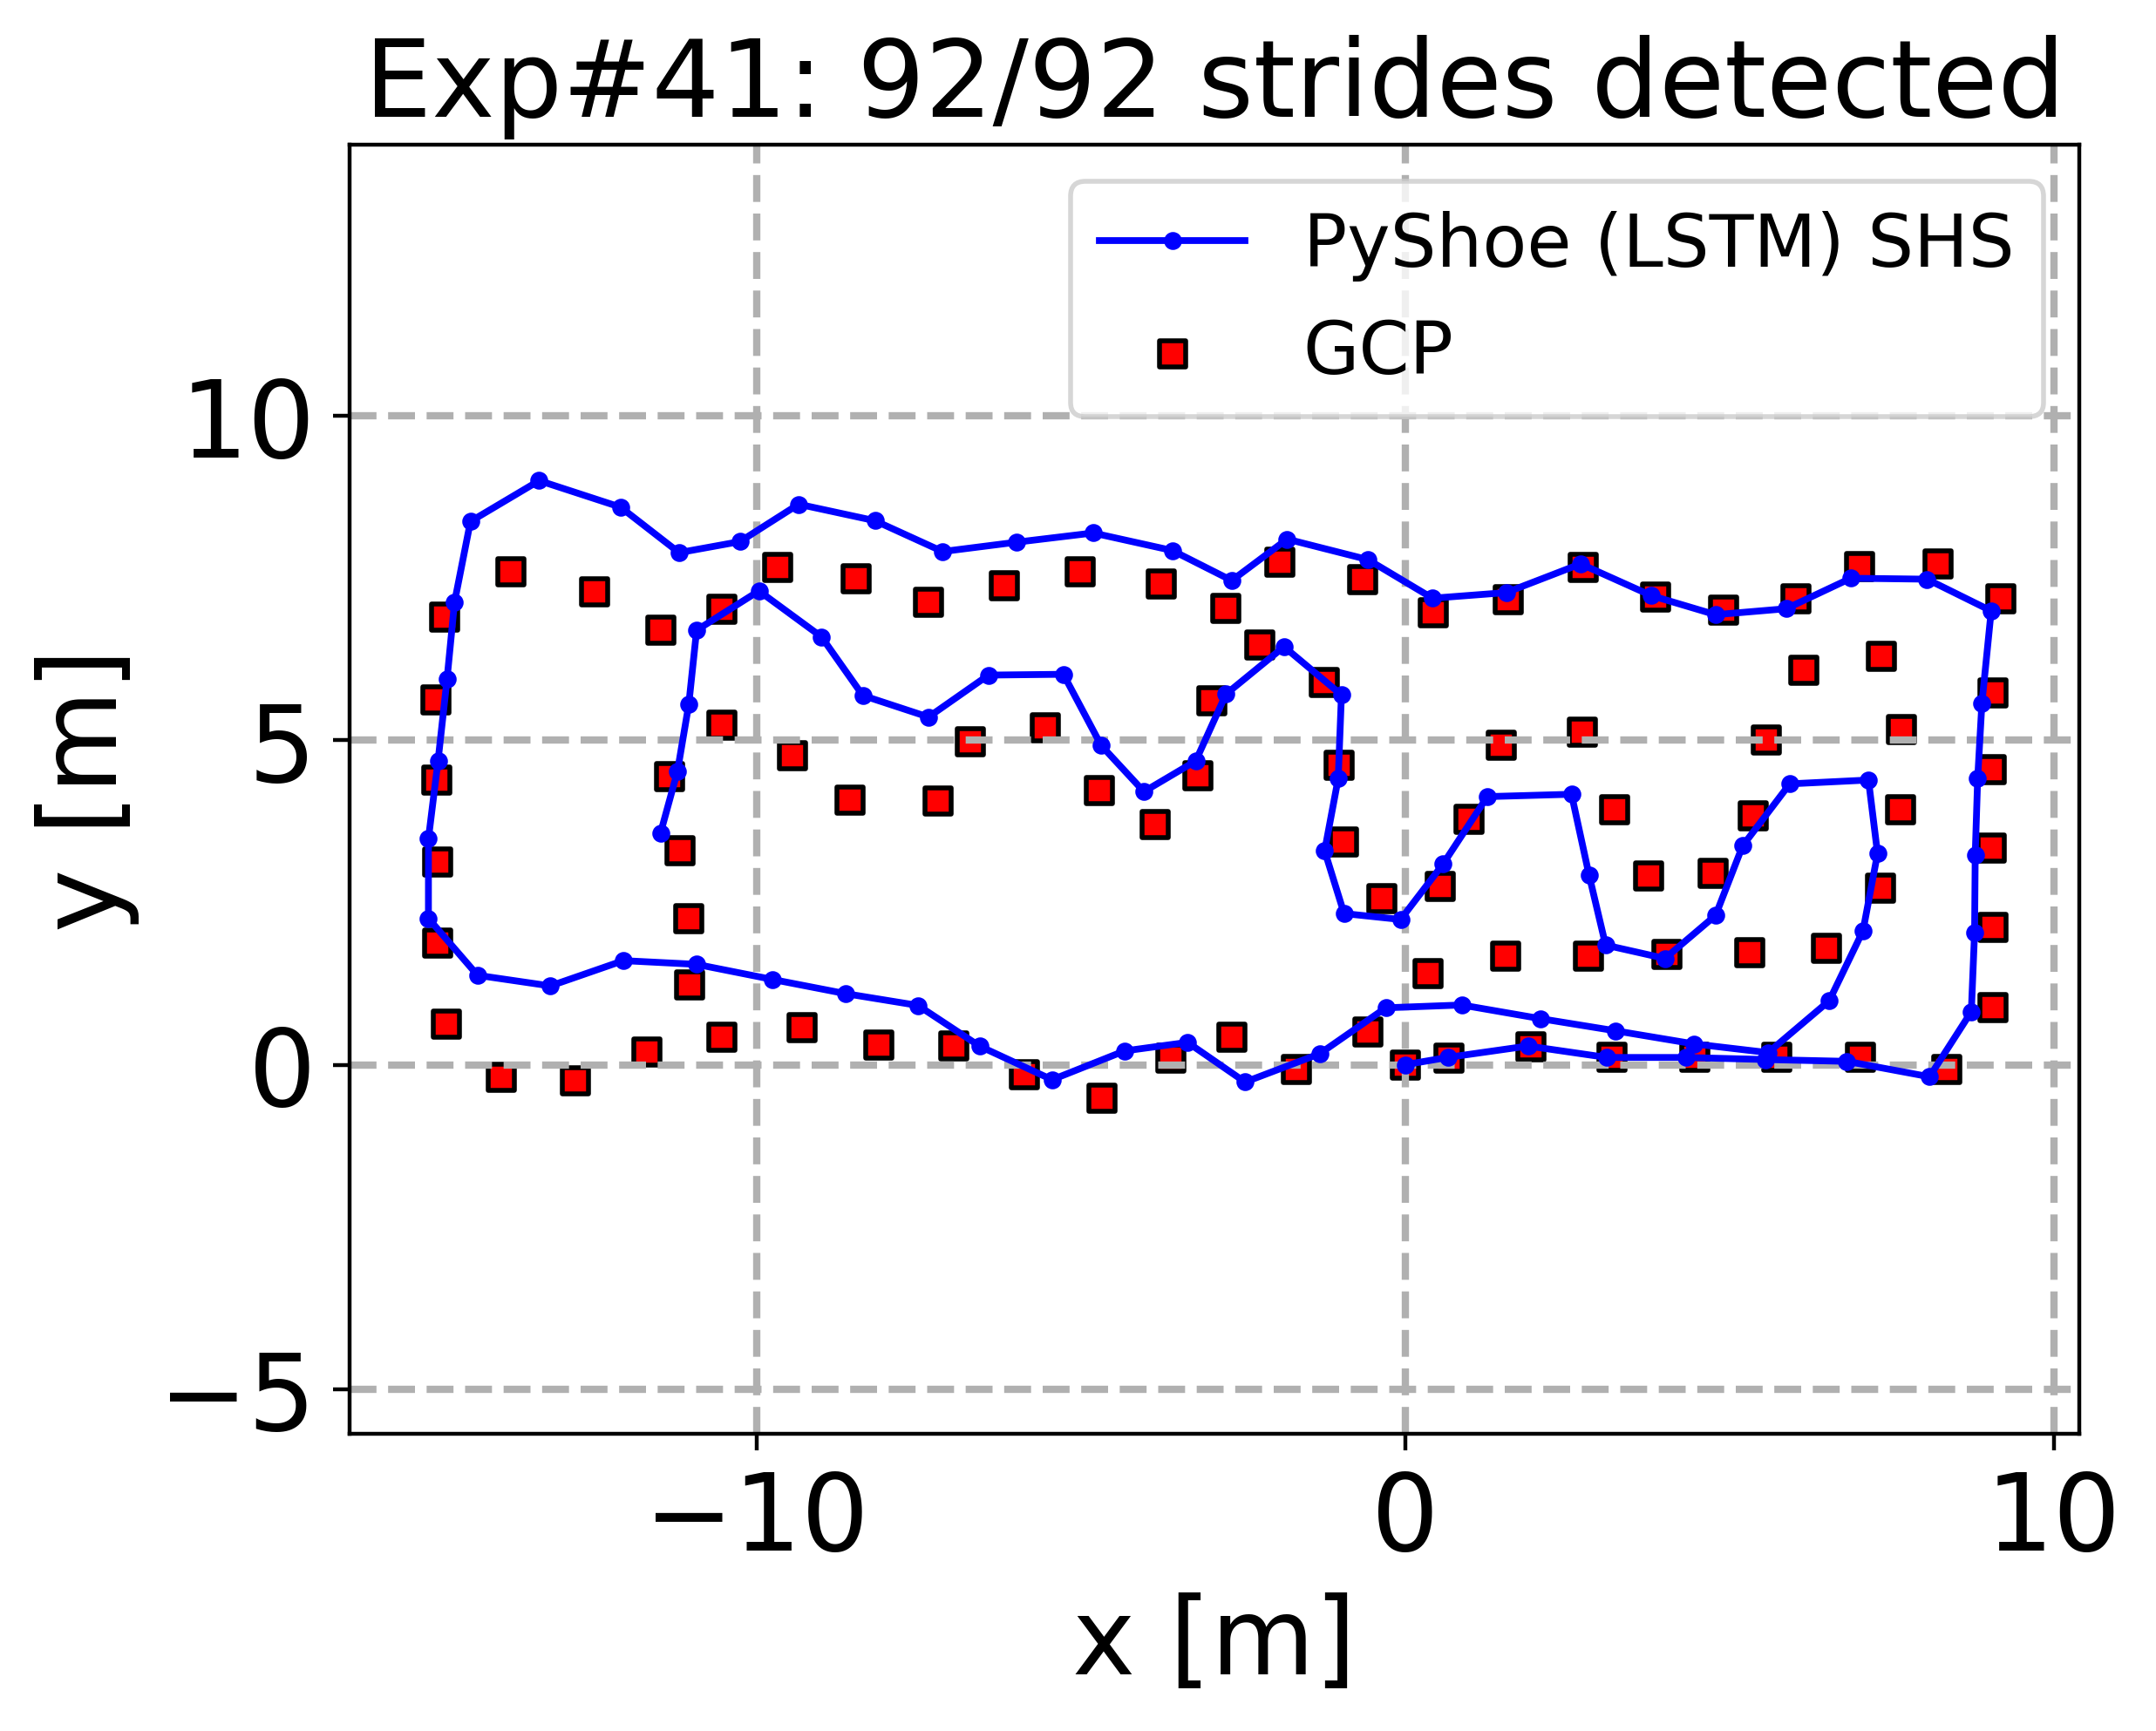 Exp#41: 92/92 strides detected
PyShoe (LSTM) SHS
GCP
10
5
0
−5
y [m]
−10 0 10
x [m]